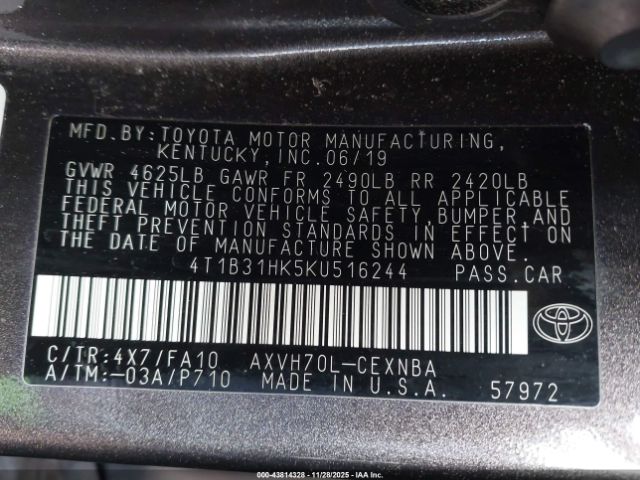 MFD.BY:TOYOTA MOTOR MANUFACTURING,
KENTUCKY,INC.06/19
GVWR 4625LB GAWR FR 2490LB RR 2420LB
THIS VEHICLE CONFORMS TO ALL APPLICABLE
FEDERAL MOTOR VEHICLE SAFETY,BUMPER,AND
THEFT PREVENTION STANDARDS IN EFFECT ON
THE DATE OF MANUFACTURE SHOWN ABOVE.
4T1B31HK5KU516244 PASS.CAR
C/TR:4X7/FA10 AXVH70L-CEXNBA
A/TM:-03A/P710 MADE IN U.S.A. 57972
000-43814328 | 11/28/2025 | IAAI.COM